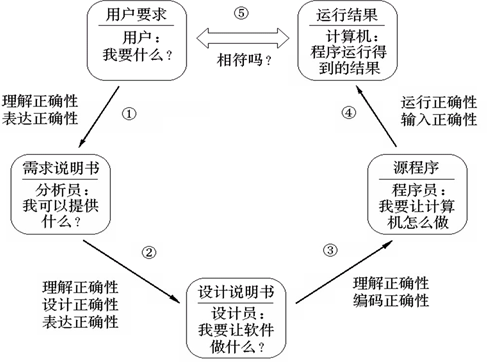 用户要求
用户：
我要什么？
⑤
相符吗？
运行结果
计算机：
程序运行得
到的结果
理解正确性
表达正确性
①
④
运行正确性
输入正确性
需求说明书
分析员：
我可以提供
什么？
源程序
程序员：
我要让计算
机怎么做
②
③
理解正确性
设计正确性
表达正确性
设计说明书
设计员：
我要让软件
做什么？
理解正确性
编码正确性